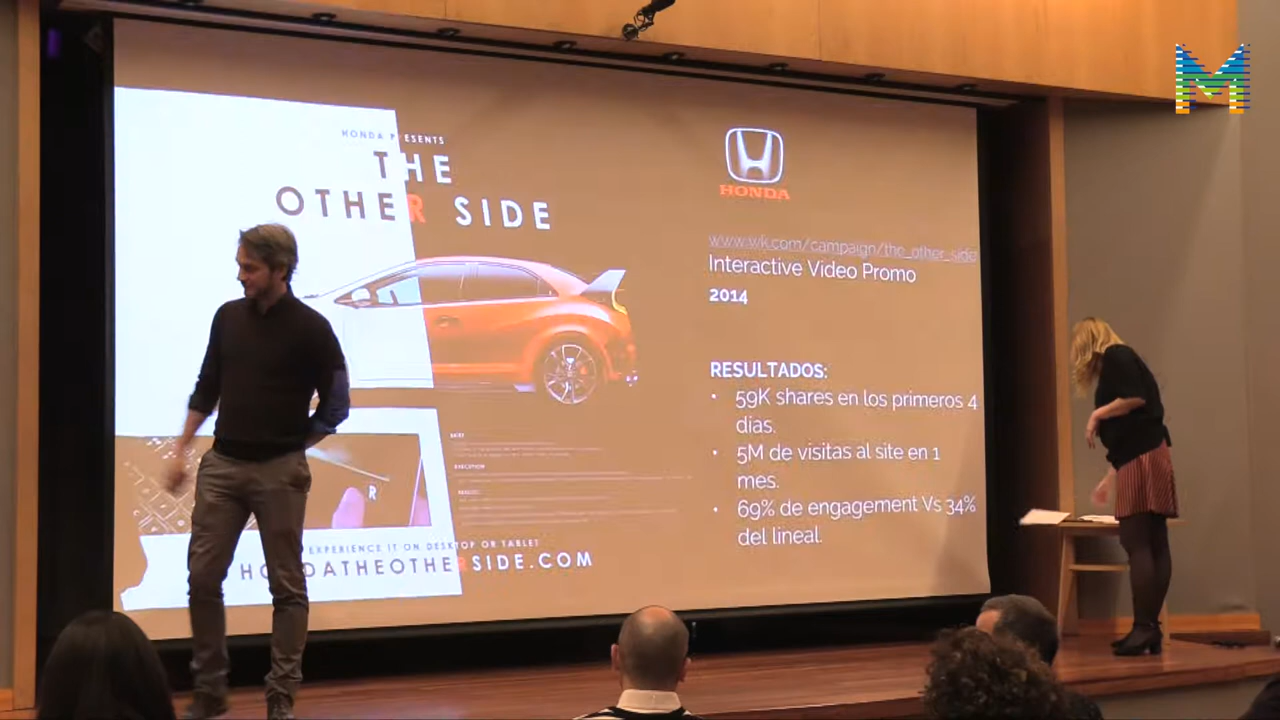 M
HONDA PRESENTS
THE
OTHER SIDE
R
BRIEF
EXECUTION
EXPERIENCE IT ON DESKTOP OR TABLET
HONDATHEOTHERSIDE.COM
HONDA
www.wk.com/campaign/the_other_side
Interactive Video Promo
2014
RESULTADOS:
• 59K shares en los primeros 4
dias.
• 5M de visitas al site en 1
mes.
• 69% de engagement Vs 34%
del lineal.